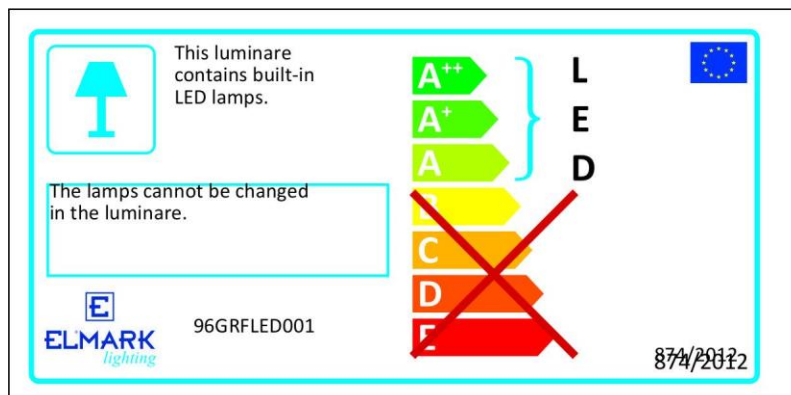 This luminare
contains built-in
LED lamps.
The lamps cannot be changed
in the luminare.
E
ELMARK
lighting
96GRFLED001
A++
A+
A
B
C
D
E
L
E
D
874/2012
874/2012